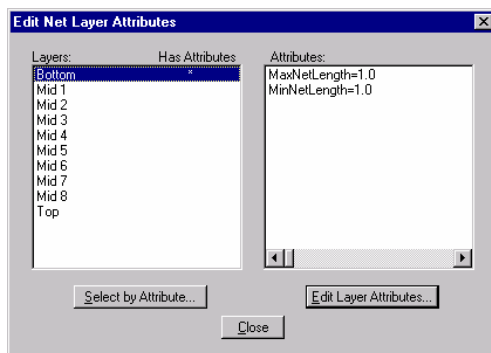 Edit Net Layer Attributes
Layers: Has Attributes
Bottom *
Mid 1
Mid 2
Mid 3
Mid 4
Mid 5
Mid 6
Mid 7
Mid 8
Top
Attributes:
MaxNetLength=1.0
MinNetLength=1.0
Select by Attribute...
Edit Layer Attributes...
Close